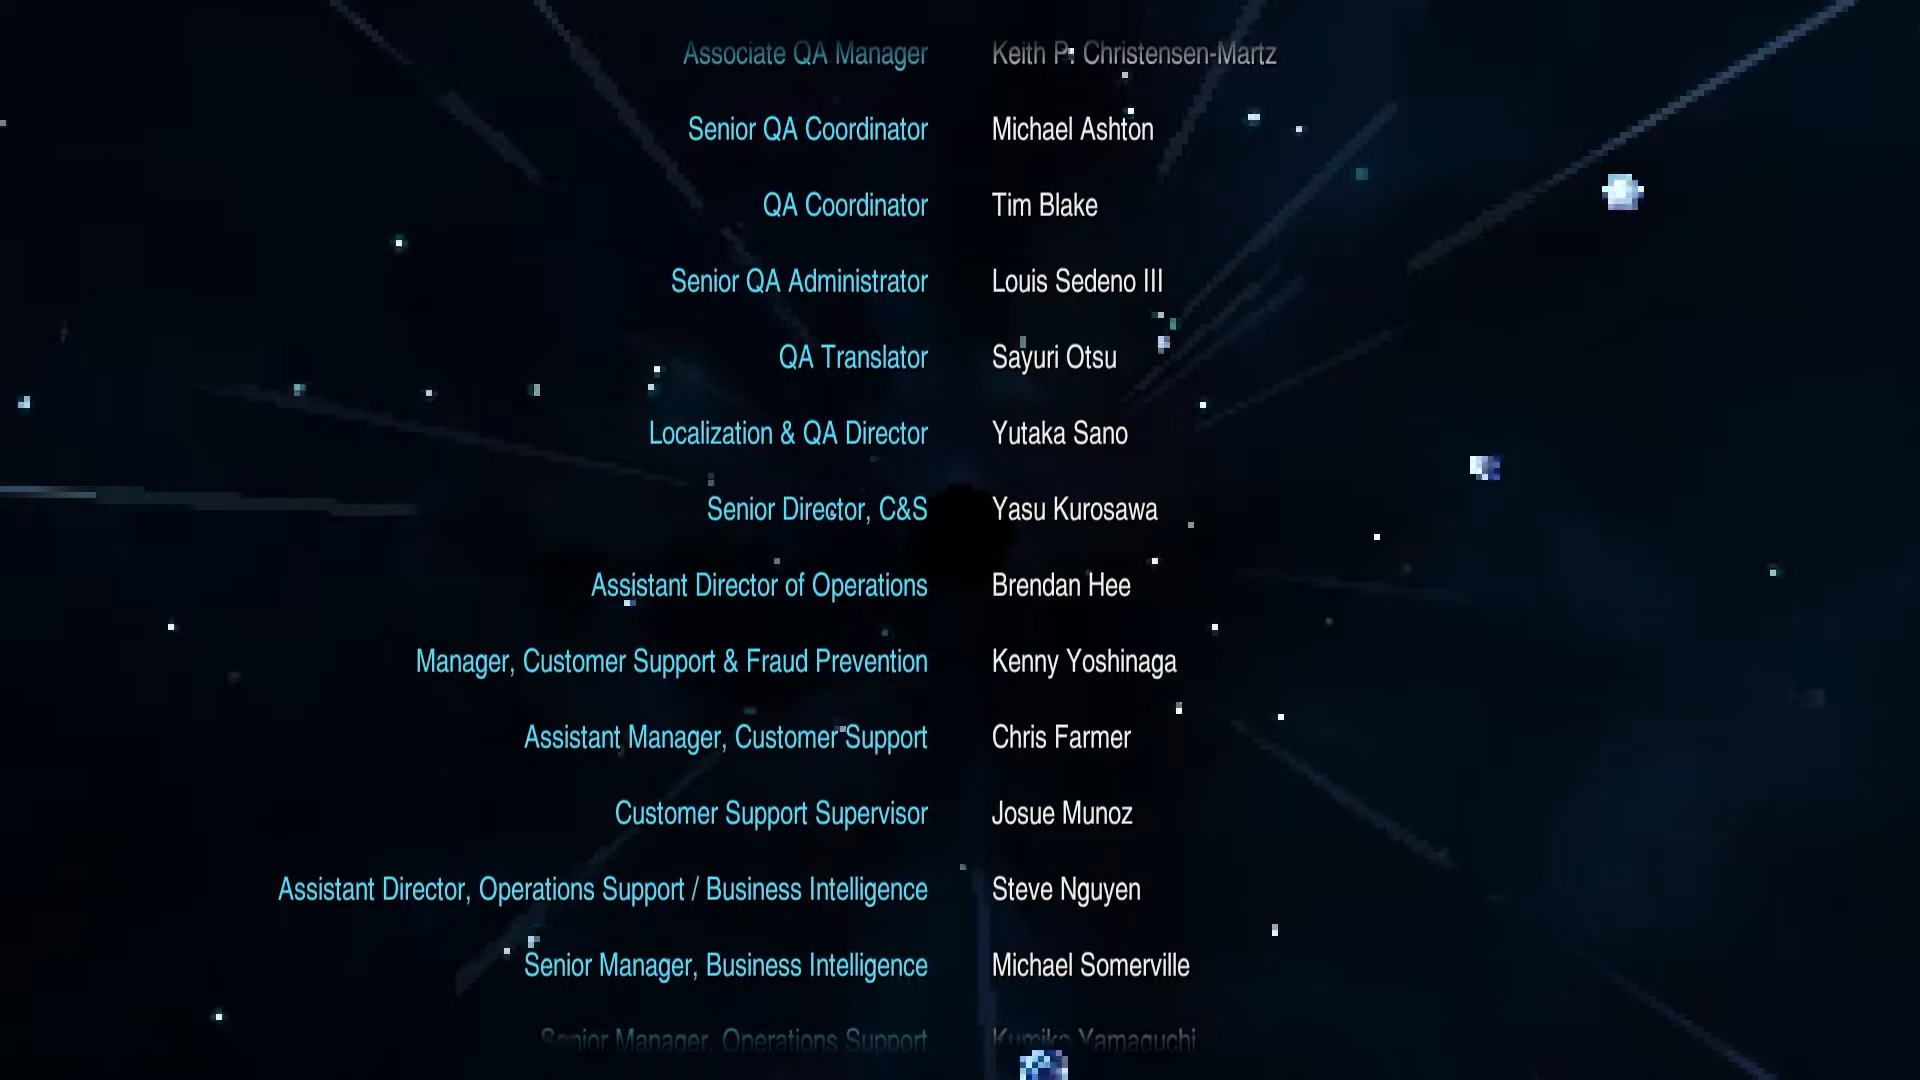 Associate QA Manager Keith P. Christensen-Martz
Senior QA Coordinator Michael Ashton
QA Coordinator Tim Blake
Senior QA Administrator Louis Sedeno III
QA Translator Sayuri Otsu
Localization & QA Director Yutaka Sano
Senior Director, C&S Yasu Kurosawa
Assistant Director of Operations Brendan Hee
Manager, Customer Support & Fraud Prevention Kenny Yoshinaga
Assistant Manager, Customer Support Chris Farmer
Customer Support Supervisor Josue Munoz
Assistant Director, Operations Support / Business Intelligence Steve Nguyen
Senior Manager, Business Intelligence Michael Somerville
Senior Manager, Operations Support Kumiko Yamaguchi